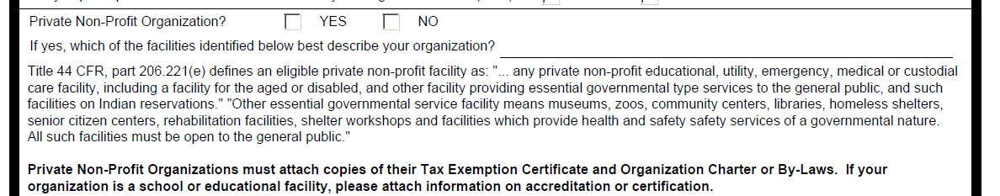 Private Non-Profit Organization? YES NO
If yes, which of the facilities identified below best describe your organization?
Title 44 CFR, part 206.221(e) defines an eligible private non-profit facility as: "... any private non-profit educational, utility, emergency, medical or custodial
care facility, including a facility for the aged or disabled, and other facility providing essential governmental type services to the general public, and such
facilities on Indian reservations." "Other essential governmental service facility means museums, zoos, community centers, libraries, homeless shelters,
senior citizen centers, rehabilitation facilities, shelter workshops and facilities which provide health and safety safety services of a governmental nature.
All such facilities must be open to the general public."
Private Non-Profit Organizations must attach copies of their Tax Exemption Certificate and Organization Charter or By-Laws.  If your
organization is a school or educational facility, please attach information on accreditation or certification.